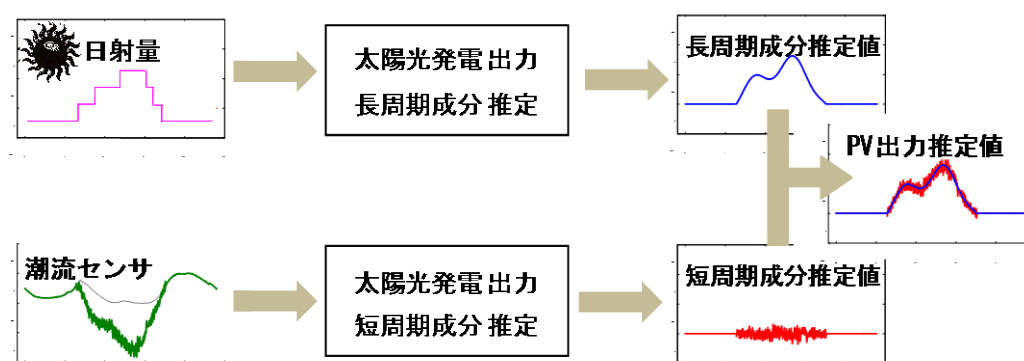 日射量
太陽光発電出力
長周期成分推定
長周期成分推定値
PV出力推定値
潮流センサ
太陽光発電出力
短周期成分推定
短周期成分推定値